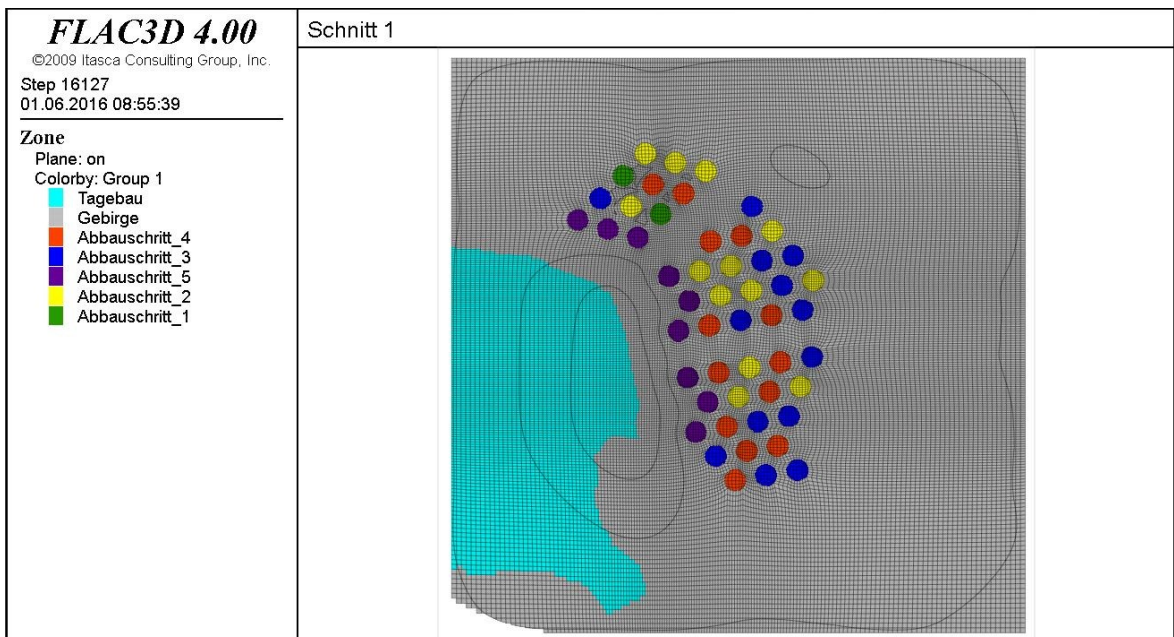 FLAC3D 4.00
©2009 Itasca Consulting Group, Inc.
Step 16127
01.06.2016 08:55:39
Zone
Plane: on
Colorby: Group 1
Tagebau
Gebirge
Abbauschritt_4
Abbauschritt_3
Abbauschritt_5
Abbauschritt_2
Abbauschritt_1
Schnitt 1